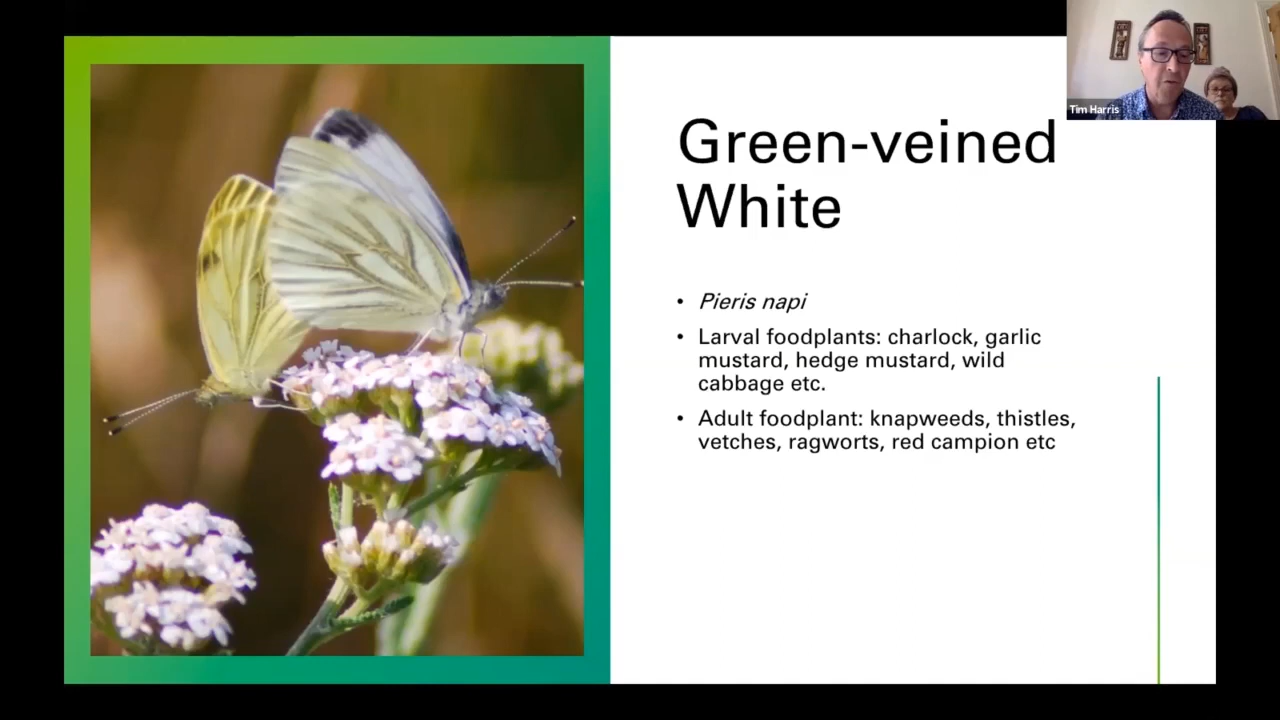 Tim Harris
Green-veined
White
• Pieris napi
• Larval foodplants: charlock, garlic
mustard, hedge mustard, wild
cabbage etc.
• Adult foodplant: knapweeds, thistles,
vetches, ragworts, red campion etc